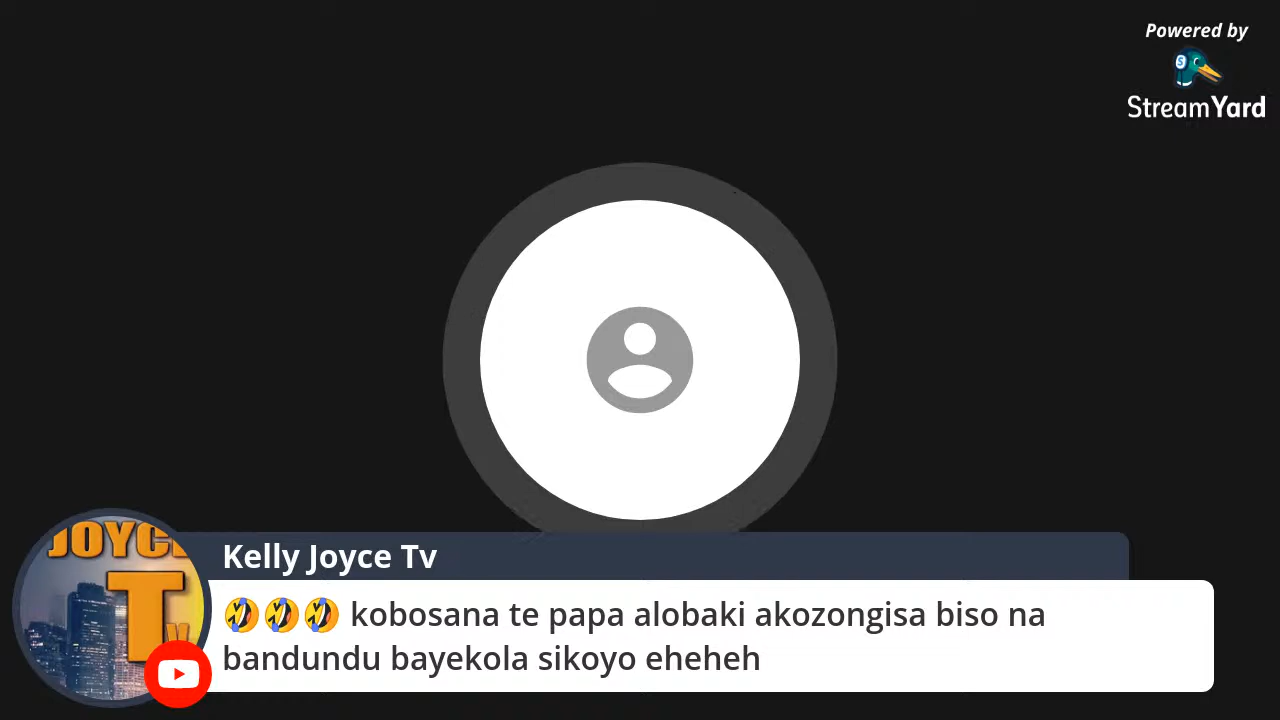 Powered by
StreamYard
JOYCE
Tv
Kelly Joyce Tv
🤣🤣🤣 kobosana te papa alobaki akozongisa biso na
bandundu bayekola sikoyo eheheh